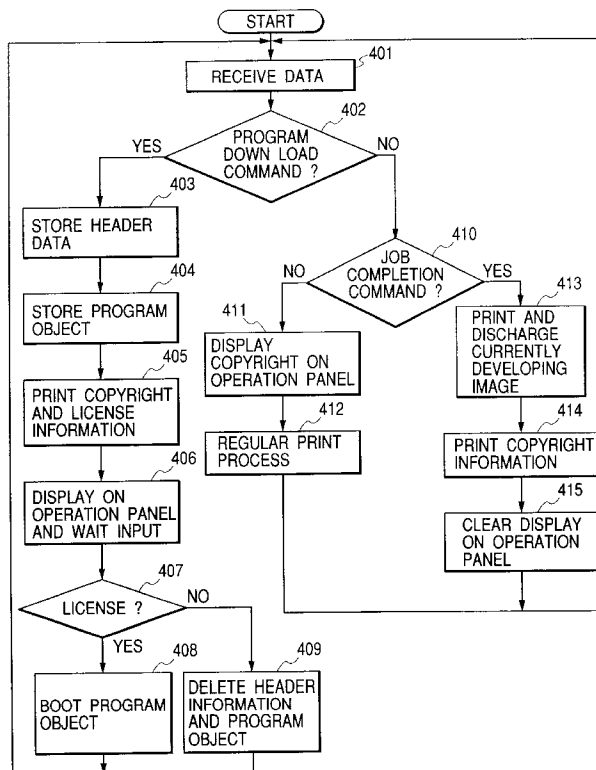 START
401
RECEIVE DATA
402
PROGRAM
DOWN LOAD
COMMAND ?
YES
NO
403
STORE HEADER
DATA
404
STORE PROGRAM
OBJECT
405
PRINT COPYRIGHT
AND LICENSE
INFORMATION
406
DISPLAY ON
OPERATION PANEL
AND WAIT INPUT
407
LICENSE ?
NO
YES
408
BOOT PROGRAM
OBJECT
409
DELETE HEADER
INFORMATION
AND PROGRAM
OBJECT
410
JOB
COMPLETION
COMMAND ?
NO
YES
411
DISPLAY
COPYRIGHT ON
OPERATION PANEL
412
REGULAR PRINT
PROCESS
413
PRINT AND
DISCHARGE
CURRENTLY
DEVELOPING
IMAGE
414
PRINT COPYRIGHT
INFORMATION
415
CLEAR DISPLAY
ON OPERATION
PANEL